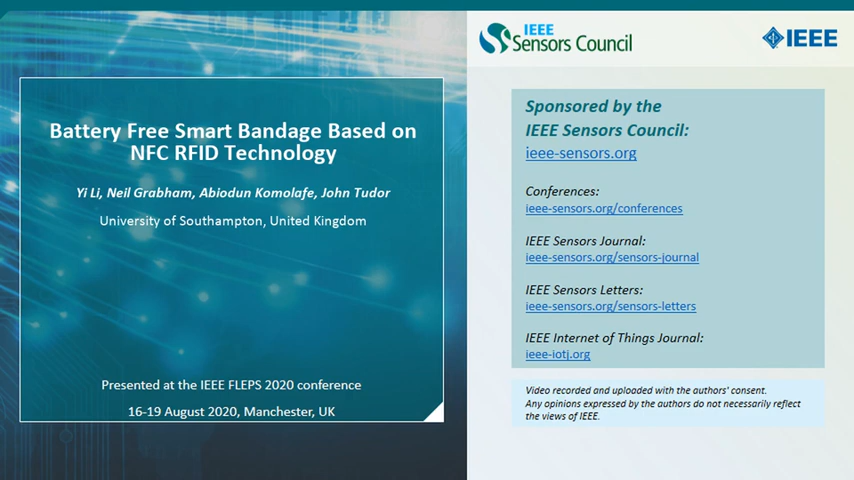 Battery Free Smart Bandage Based on
NFC RFID Technology
Yi Li, Neil Grabham, Abiodun Komolafe, John Tudor
University of Southampton, United Kingdom
Presented at the IEEE FLEPS 2020 conference
16-19 August 2020, Manchester, UK
IEEE
Sensors Council
IEEE
Sponsored by the
IEEE Sensors Council:
ieee-sensors.org
Conferences:
ieee-sensors.org/conferences
IEEE Sensors Journal:
ieee-sensors.org/sensors-journal
IEEE Sensors Letters:
ieee-sensors.org/sensors-letters
IEEE Internet of Things Journal:
ieee-iotj.org
Video recorded and uploaded with the authors' consent.
Any opinions expressed by the authors do not necessarily reflect
the views of IEEE.